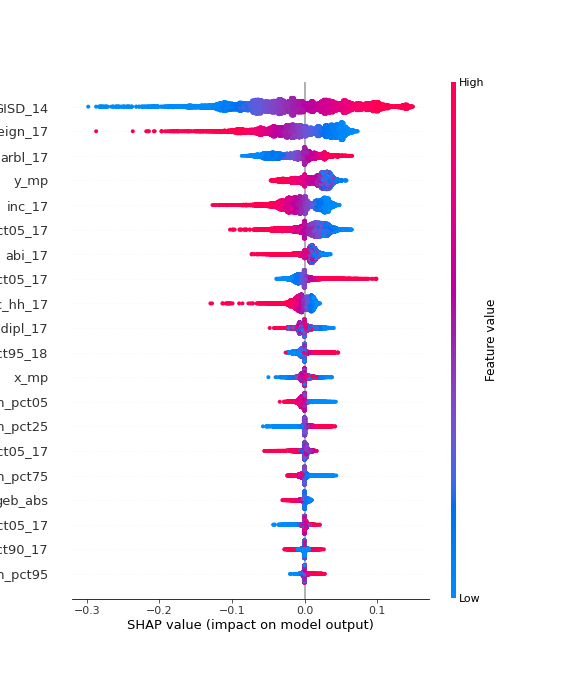 High
GISD_14
eign_17
arbl_17
y_mp
inc_17
ct05_17
abi_17
ct05_17
c_hh_17
dipl_17
ct95_18
x_mp
n_pct05
n_pct25
ct05_17
n_pct75
geb_abs
ct05_17
ct90_17
n_pct95
Feature value
Low
−0.3 −0.2 −0.1 0.0 0.1
SHAP value (impact on model output)